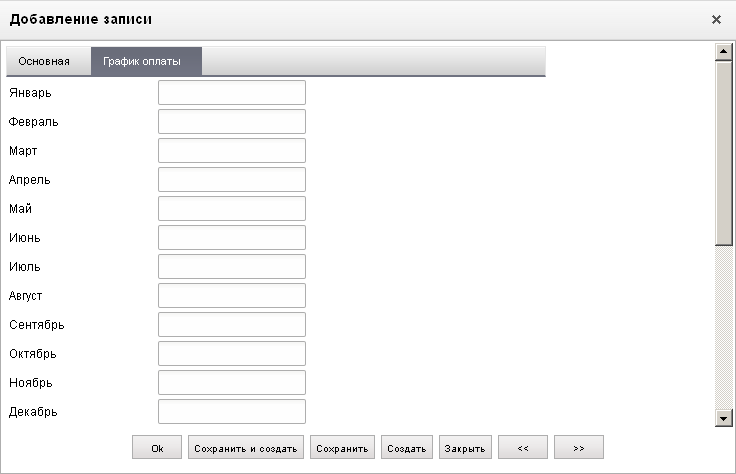 Добавление записи
Основная График оплаты
Январь
Февраль
Март
Апрель
Май
Июнь
Июль
Август
Сентябрь
Октябрь
Ноябрь
Декабрь
Ok Сохранить и создать Сохранить Создать Закрыть << >>